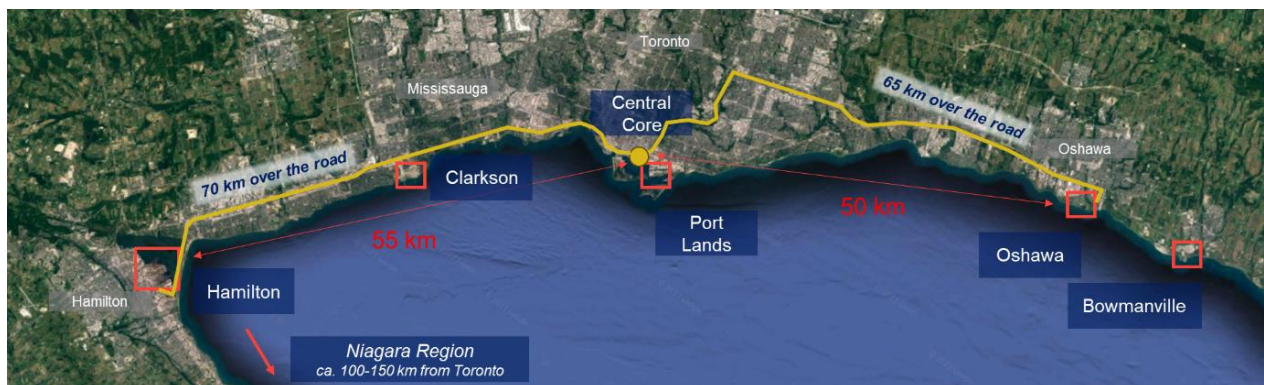 Toronto
Mississauga
Central
Core
65 km over the road
Oshawa
70 km over the road
Clarkson
50 km
Port
Lands
55 km
Oshawa
Hamilton
Hamilton
Bowmanville
Niagara Region
ca. 100-150 km from Toronto